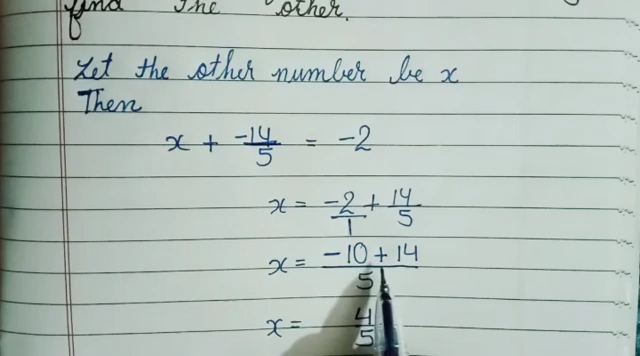 find the other.
Let the other number be x
Then
x + -14/5 = -2
x = -2/1 + 14/5
x = -10 + 14/5
x = 4/5